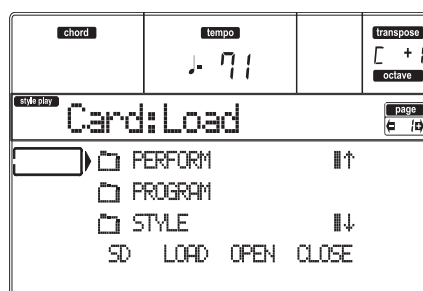 chord tempo transpose
♩- 71 [ +
octave
style play
Card:Load page
PERFORM
PROGRAM
STYLE
SD LOAD OPEN CLOSE